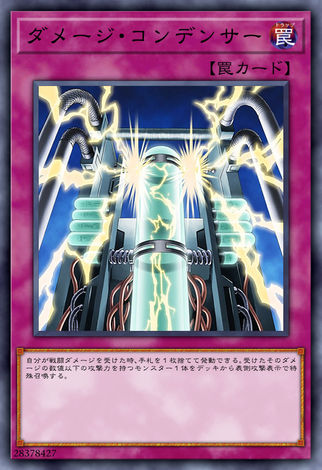 ダメージ・コンデンサー
トラップ
罠
【罠カード】
自分が戦闘ダメージを受けた時、手札を1枚捨てて発動できる。受けたそのダ
メージの数値以下の攻撃力を持つモンスター1体をデッキから表側攻撃表示で特
殊召喚する。
28378427